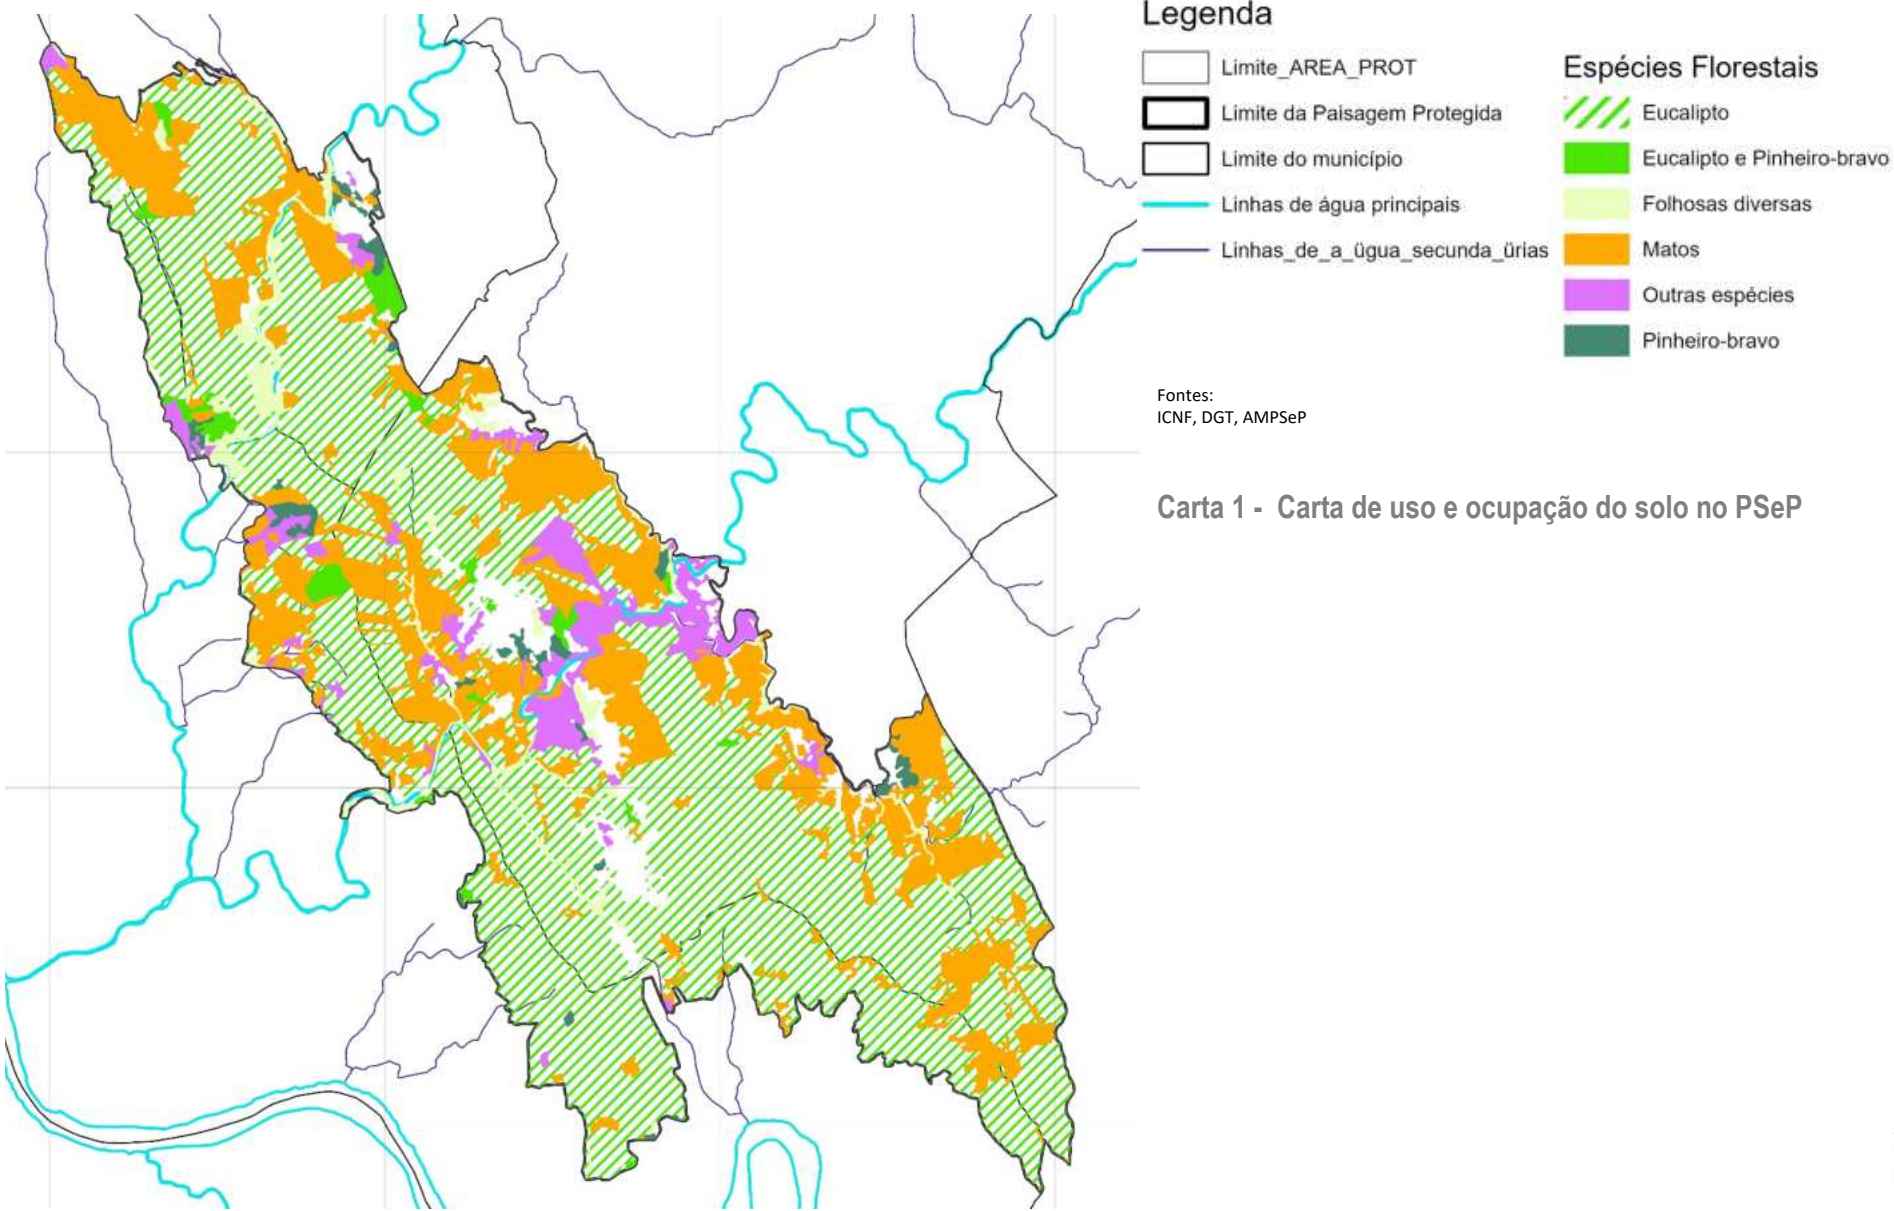 Legenda
Limite_AREA_PROT
Limite da Paisagem Protegida
Limite do município
Linhas de água principais
Linhas_de_a_ügua_secunda_ürias
Espécies Florestais
Eucalipto
Eucalipto e Pinheiro-bravo
Folhosas diversas
Matos
Outras espécies
Pinheiro-bravo
Fontes:
ICNF, DGT, AMPSeP
Carta 1 - Carta de uso e ocupação do solo no PSeP